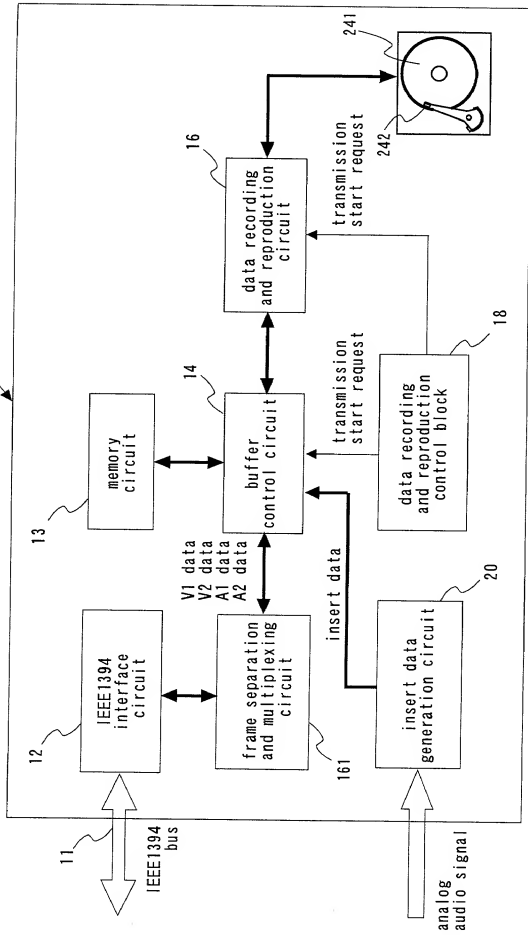 11
IEEE1394
bus
12
IEEE1394
interface
circuit
13
memory
circuit
frame separation
and multiplexing
circuit
161
V1 data
V2 data
A1 data
A2 data
14
buffer
control circuit
16
data recording
and reproduction
circuit
241
242
analog
audio signal
insert data
generation circuit
20
insert data
transmission
start request
transmission
start request
data recording
and reproduction
control block
18